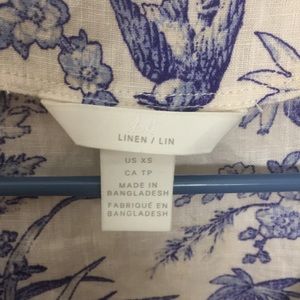 LINEN / LIN
US XS
CA TP
MADE IN
BANGLADESH
FABRIQUÉ EN
BANGLADESH